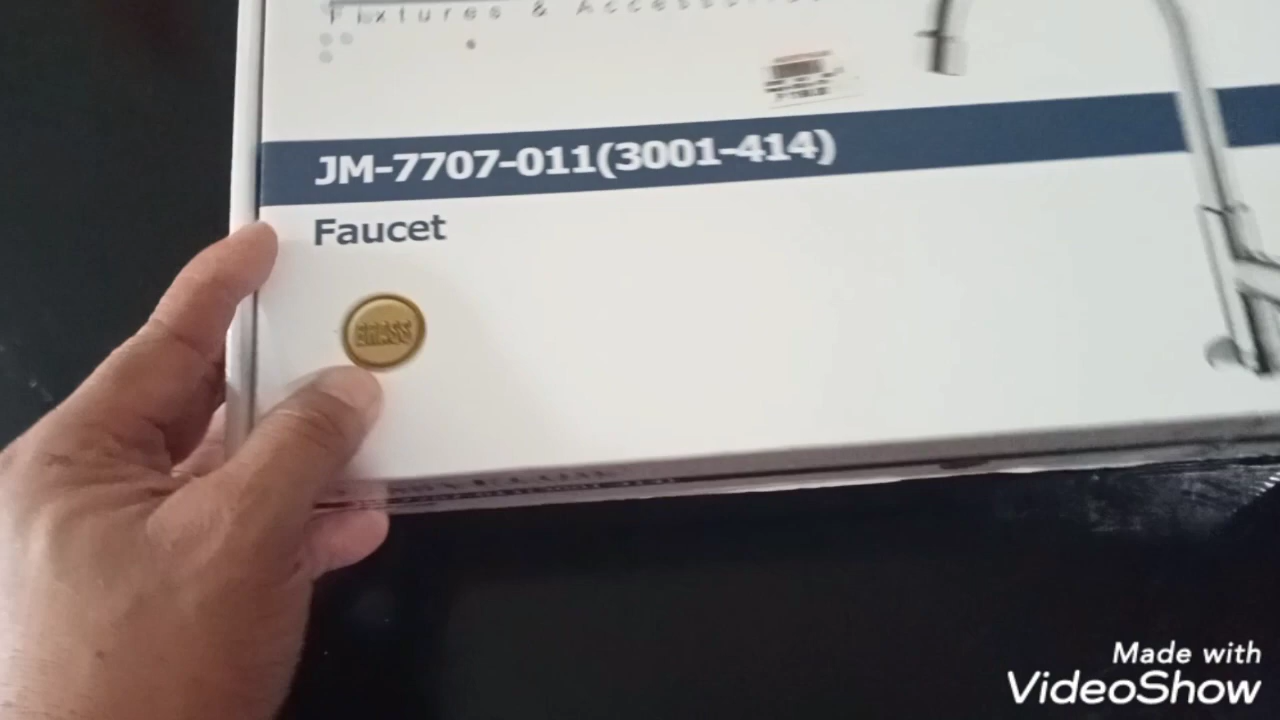 Fixtures & Accessories
JM-7707-011(3001-414)
Faucet
BRASS
Made with
VideoShow